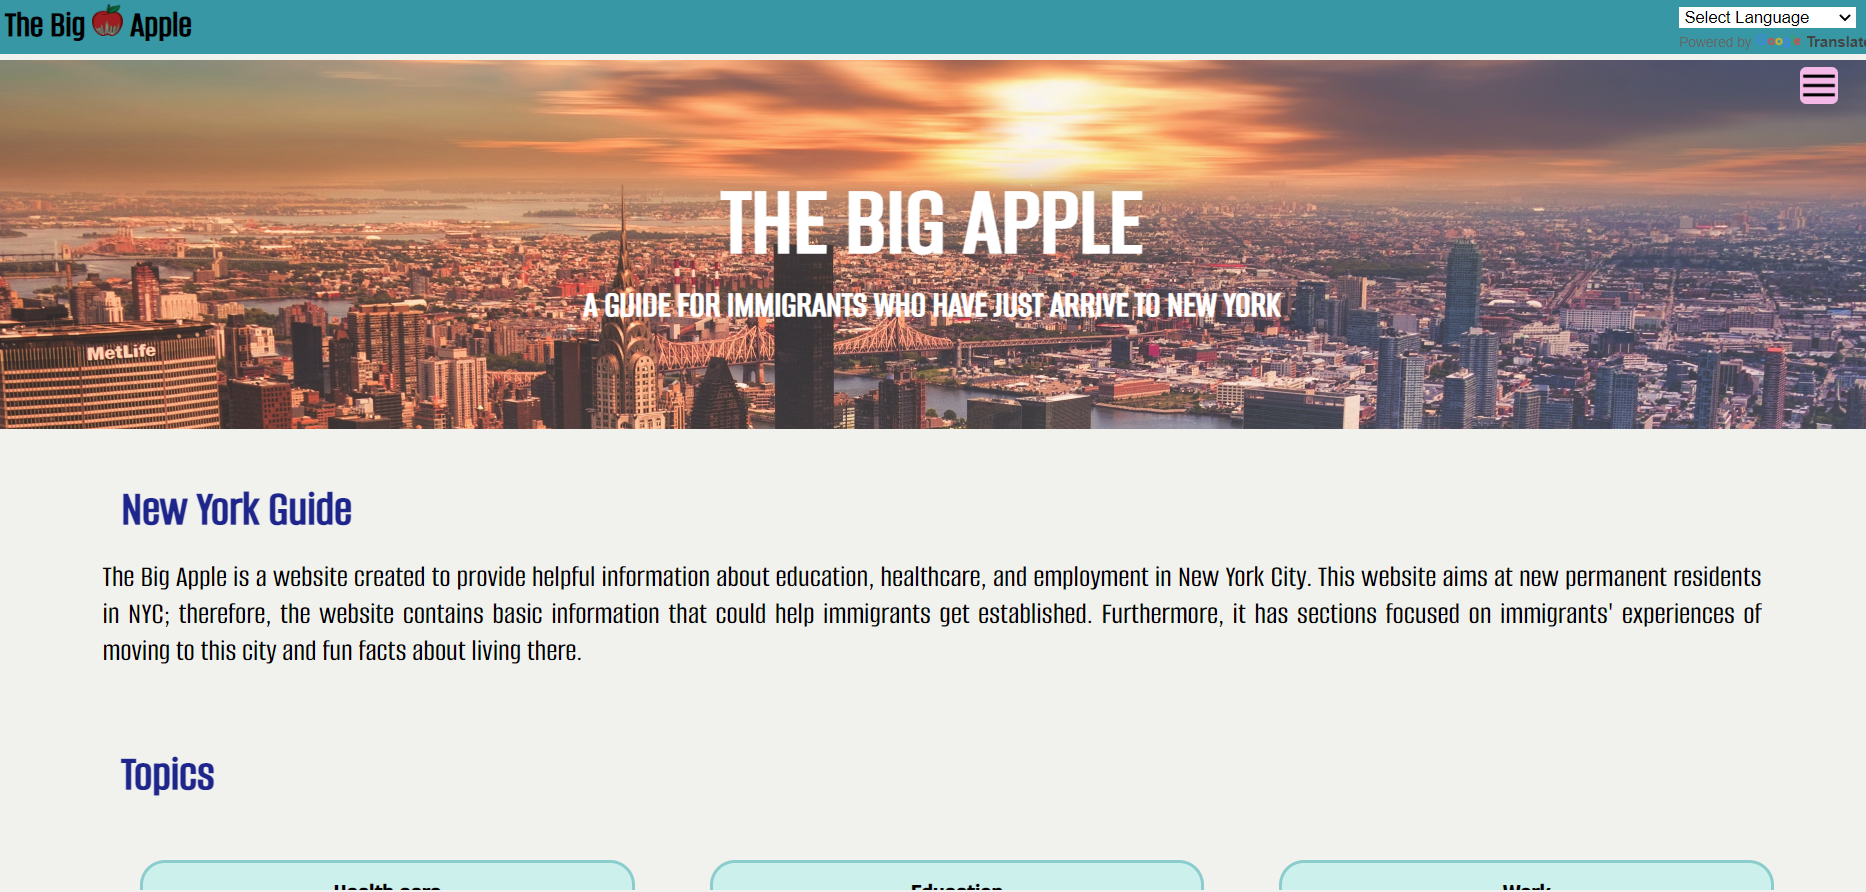 The Big Apple
Select Language
Powered by Google Translate
THE BIG APPLE
A GUIDE FOR IMMIGRANTS WHO HAVE JUST ARRIVE TO NEW YORK
MetLife
New York Guide
The Big Apple is a website created to provide helpful information about education, healthcare, and employment in New York City. This website aims at new permanent residents
in NYC; therefore, the website contains basic information that could help immigrants get established. Furthermore, it has sections focused on immigrants' experiences of
moving to this city and fun facts about living there.
Topics
Health care
Education
Work